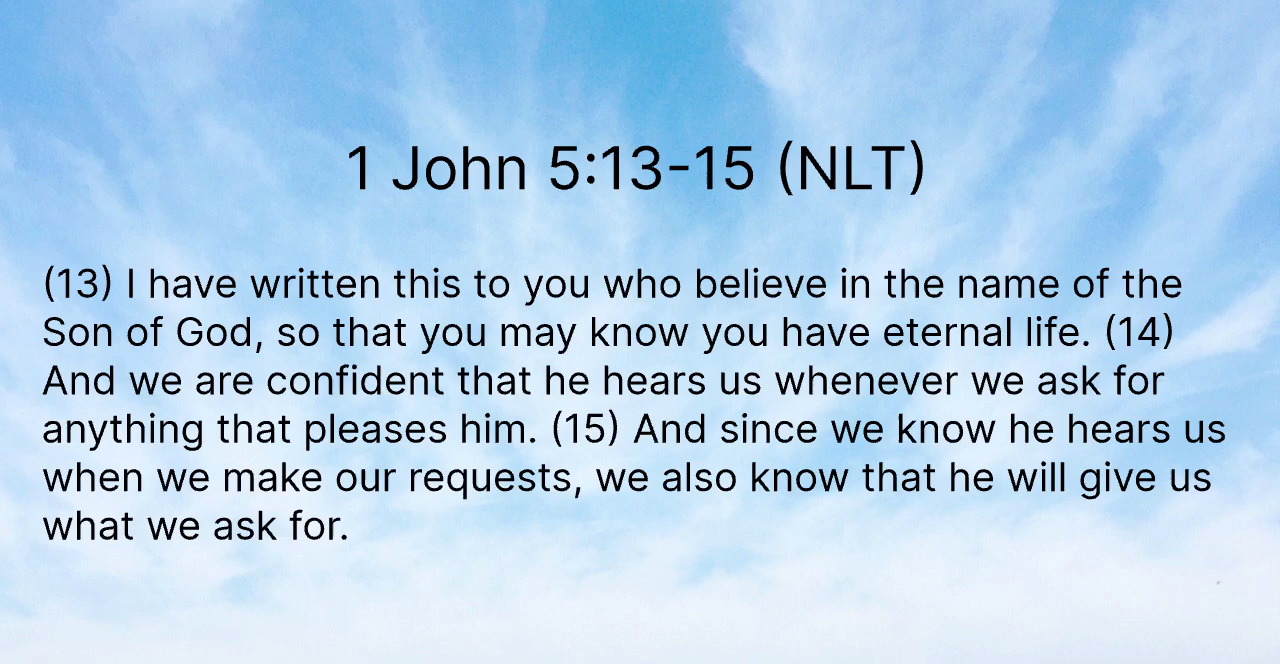 1 John 5:13-15 (NLT)
(13) I have written this to you who believe in the name of the
Son of God, so that you may know you have eternal life. (14)
And we are confident that he hears us whenever we ask for
anything that pleases him. (15) And since we know he hears us
when we make our requests, we also know that he will give us
what we ask for.